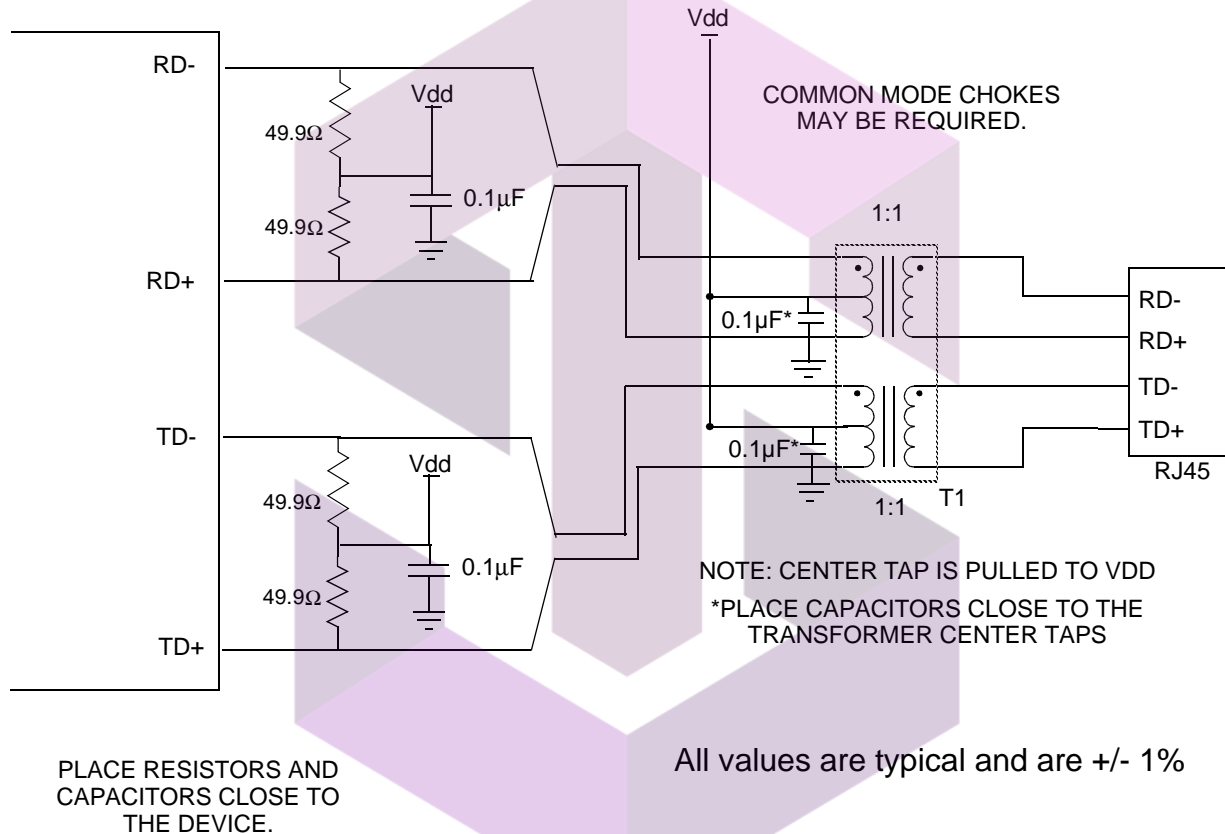 Vdd
RD-
49.9Ω
Vdd
0.1µF
49.9Ω
RD+
COMMON MODE CHOKES
MAY BE REQUIRED.
1:1
0.1µF*
RD-
RD+
TD-
TD+
RJ45
TD-
49.9Ω
Vdd
0.1µF
49.9Ω
TD+
0.1µF*
1:1
T1
NOTE: CENTER TAP IS PULLED TO VDD
*PLACE CAPACITORS CLOSE TO THE
TRANSFORMER CENTER TAPS
PLACE RESISTORS AND
CAPACITORS CLOSE TO
THE DEVICE.
All values are typical and are +/- 1%